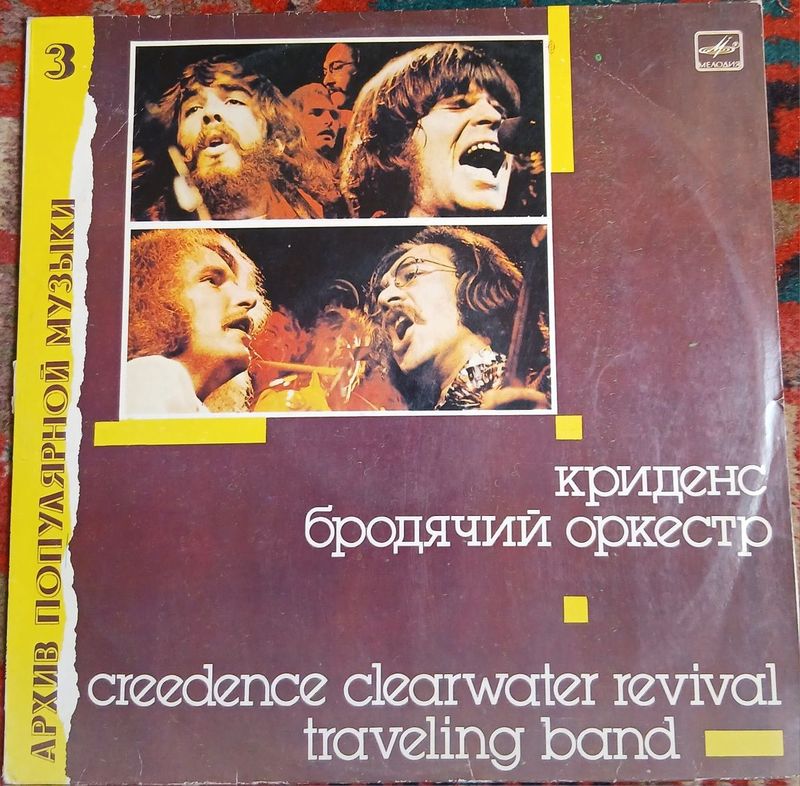 3
АРХИВ ПОПУЛЯРНОЙ МУЗЫКИ
МЕЛОДИЯ
криденс
бродячий оркестр
creedence clearwater revival
traveling band